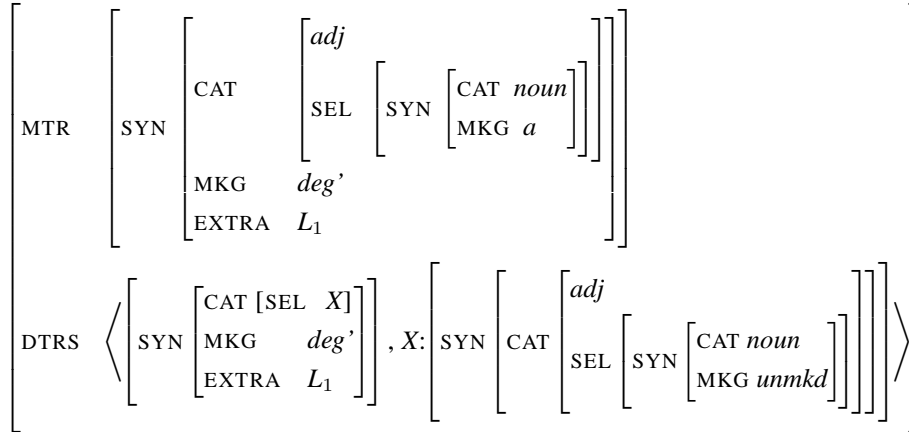 adj
CAT noun
CAT
SEL SYN
MKG a
MTR SYN
MKG deg'
EXTRA L₁
adj
CAT [SEL X]
CAT noun
DTRS ⟨ SYN MKG deg' , X: SYN CAT ⟩
SEL SYN
EXTRA L₁
MKG unmkd